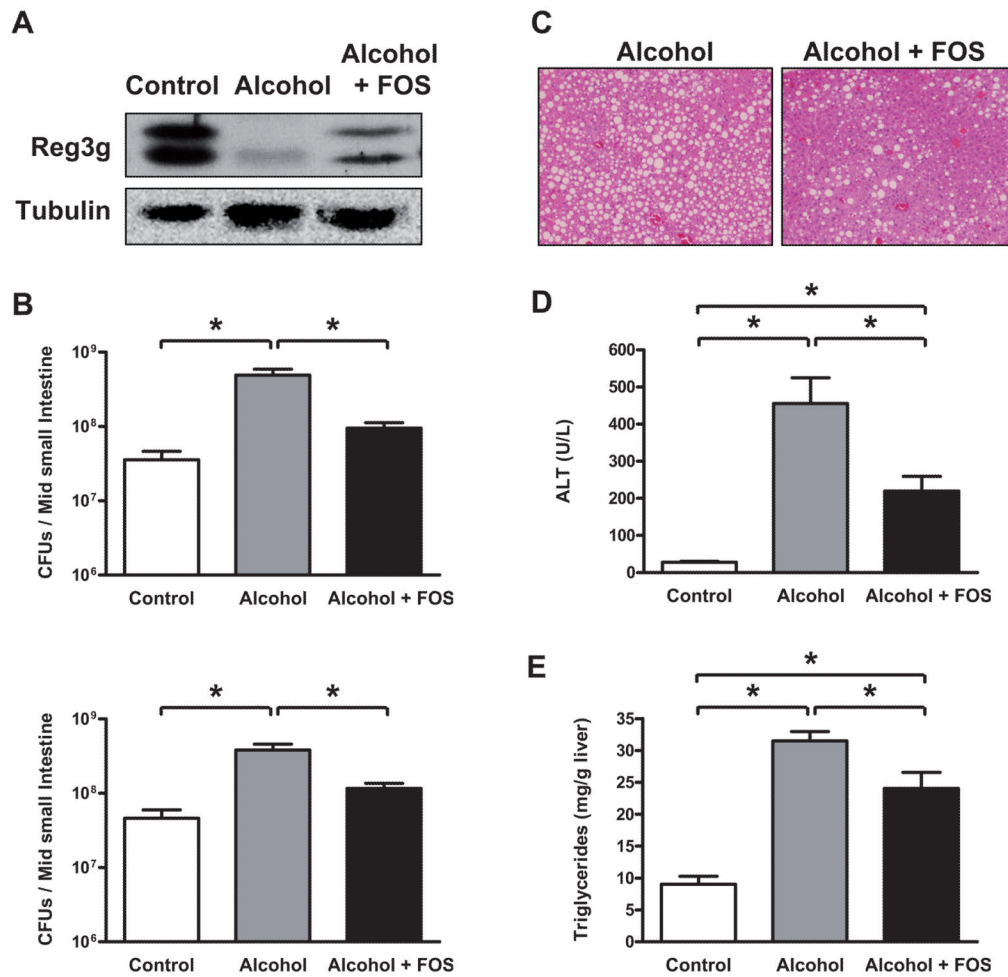 A
Control Alcohol Alcohol
+ FOS
Reg3g
Tubulin
C
Alcohol
Alcohol + FOS
B
* *
CFUs / Mid small Intestine
10⁹
10⁸
10⁷
10⁶
Control Alcohol Alcohol + FOS
* *
CFUs / Mid small Intestine
10⁹
10⁸
10⁷
10⁶
Control Alcohol Alcohol + FOS
D
*
* *
ALT (U/L)
600
500
400
300
200
100
0
Control Alcohol Alcohol + FOS
E
*
* *
Triglycerides (mg/g liver)
35
30
25
20
15
10
5
0
Control Alcohol Alcohol + FOS